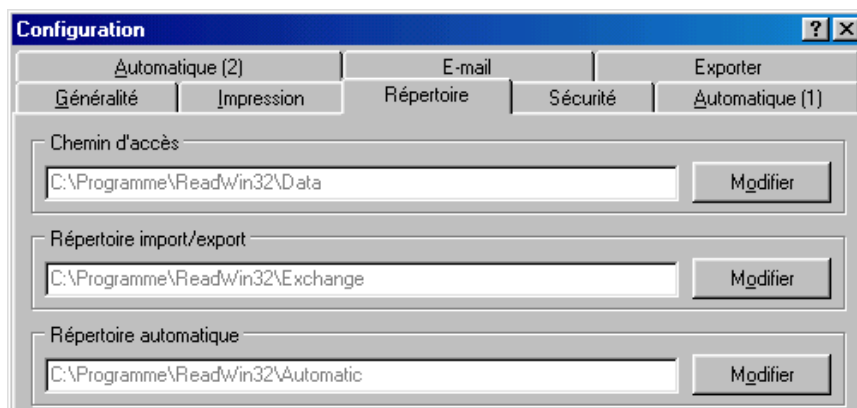 Configuration
Automatique (2) E-mail Exporter
Généralité Impression Répertoire Sécurité Automatique (1)
Chemin d'accès
C:\Programme\ReadWin32\Data Modifier
Répertoire import/export
C:\Programme\ReadWin32\Exchange Modifier
Répertoire automatique
C:\Programme\ReadWin32\Automatic Modifier